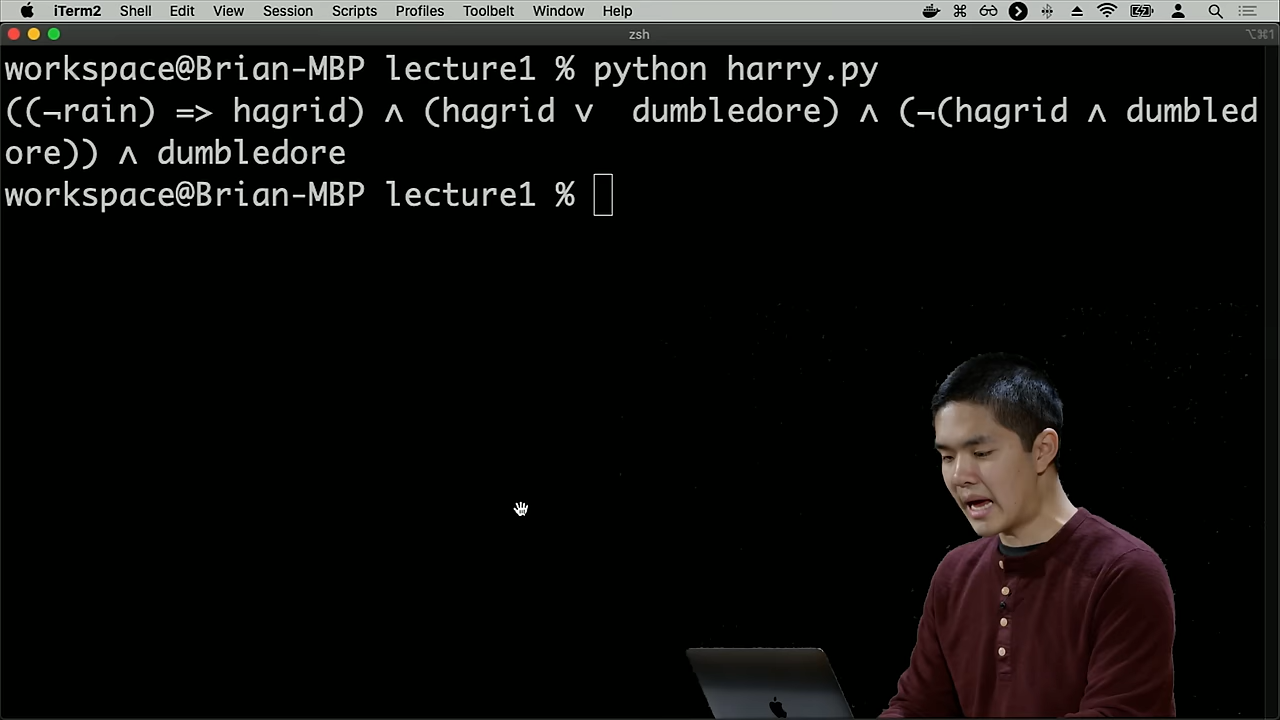 iTerm2 Shell Edit View Session Scripts Profiles Toolbelt Window Help
zsh ⌥⌘1
workspace@Brian-MBP lecture1 % python harry.py
((¬rain) => hagrid) ∧ (hagrid ∨  dumbledore) ∧ (¬(hagrid ∧ dumbled
ore)) ∧ dumbledore
workspace@Brian-MBP lecture1 %